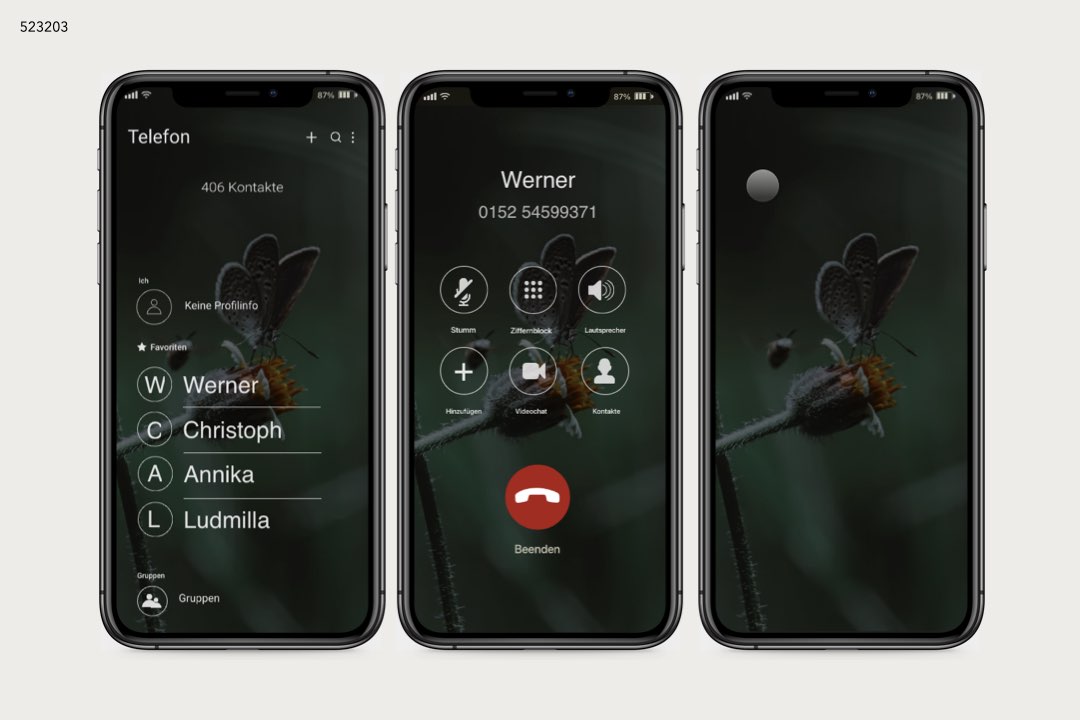 523203
87%
Telefon
406 Kontakte
Ich
Keine Profilinfo
Favoriten
W Werner
C Christoph
A Annika
L Ludmilla
Gruppen
Gruppen
87%
Werner
0152 54599371
Stumm Ziffernblock Lautsprecher
Hinzufügen Videochat Kontakte
Beenden
87%